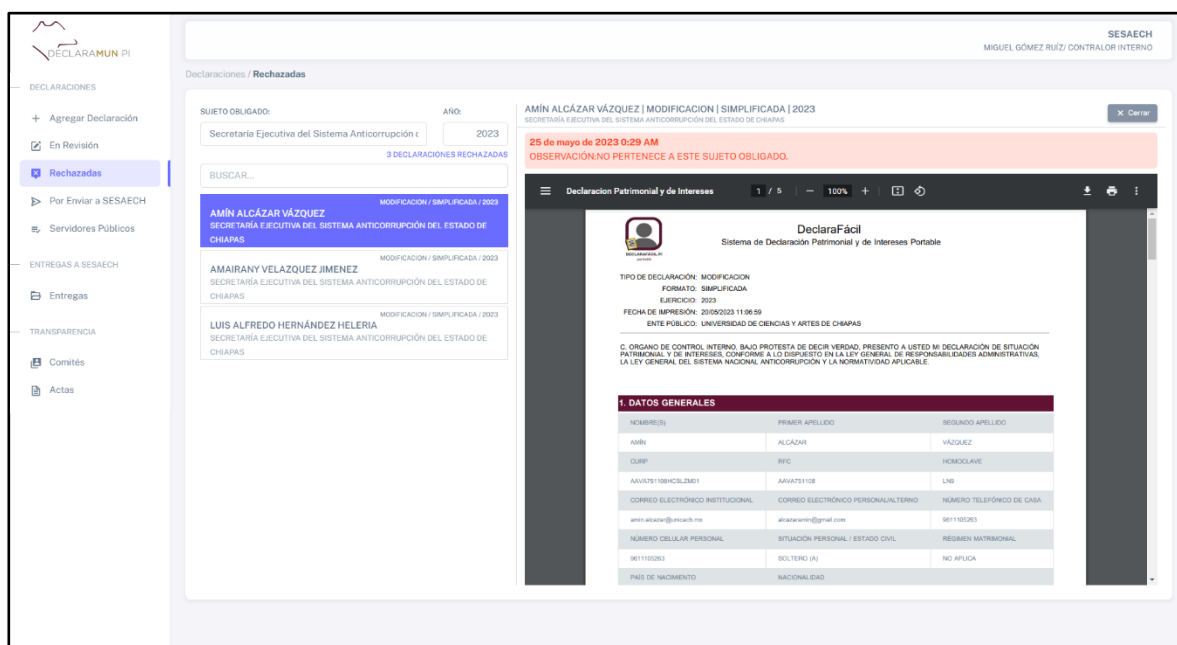 DECLARAMUN PI
SESAECH
MIGUEL GÓMEZ RUÍZ/ CONTRALOR INTERNO
DECLARACIONES
+ Agregar Declaración
En Revisión
Rechazadas
Por Enviar a SESAECH
Servidores Públicos
ENTREGAS A SESAECH
Entregas
TRANSPARENCIA
Comités
Actas
Declaraciones / Rechazadas
SUJETO OBLIGADO: AÑO:
Secretaría Ejecutiva del Sistema Anticorrupción 2023
3 DECLARACIONES RECHAZADAS
BUSCAR...
MODIFICACION / SIMPLIFICADA / 2023
AMÍN ALCÁZAR VÁZQUEZ
SECRETARÍA EJECUTIVA DEL SISTEMA ANTICORRUPCIÓN DEL ESTADO DE
CHIAPAS
MODIFICACION / SIMPLIFICADA / 2023
AMAIRANY VELAZQUEZ JIMENEZ
SECRETARÍA EJECUTIVA DEL SISTEMA ANTICORRUPCIÓN DEL ESTADO DE
CHIAPAS
MODIFICACION / SIMPLIFICADA / 2023
LUIS ALFREDO HERNÁNDEZ HELERIA
SECRETARÍA EJECUTIVA DEL SISTEMA ANTICORRUPCIÓN DEL ESTADO DE
CHIAPAS
AMÍN ALCÁZAR VÁZQUEZ | MODIFICACION | SIMPLIFICADA | 2023
SECRETARÍA EJECUTIVA DEL SISTEMA ANTICORRUPCIÓN DEL ESTADO DE CHIAPAS
× Cerrar
25 de mayo de 2023 0:29 AM
OBSERVACIÓN:NO PERTENECE A ESTE SUJETO OBLIGADO.
Declaracion Patrimonial y de Intereses 1 / 5 | − 100% + |
DECLARAFACIL PI
portable
DeclaraFácil
Sistema de Declaración Patrimonial y de Intereses Portable
TIPO DE DECLARACIÓN: MODIFICACION
FORMATO: SIMPLIFICADA
EJERCICIO: 2023
FECHA DE IMPRESIÓN: 20/05/2023 11:06:59
ENTE PÚBLICO: UNIVERSIDAD DE CIENCIAS Y ARTES DE CHIAPAS
C. ORGANO DE CONTROL INTERNO, BAJO PROTESTA DE DECIR VERDAD, PRESENTO A USTED MI DECLARACIÓN DE SITUACIÓN
PATRIMONIAL Y DE INTERESES, CONFORME A LO DISPUESTO EN LA LEY GENERAL DE RESPONSABILIDADES ADMINISTRATIVAS,
LA LEY GENERAL DEL SISTEMA NACIONAL ANTICORRUPCIÓN Y LA NORMATIVIDAD APLICABLE.
1. DATOS GENERALES
NOMBRE(S) PRIMER APELLIDO SEGUNDO APELLIDO
AMÍN ALCÁZAR VÁZQUEZ
CURP RFC HOMOCLAVE
AAVA751108HCSLZM01 AAVA751108 LN9
CORREO ELECTRÓNICO INSTITUCIONAL CORREO ELECTRÓNICO PERSONAL/ALTERNO NÚMERO TELEFÓNICO DE CASA
amin.alcazar@unicach.mx alcazaramin@gmail.com 9611105283
NÚMERO CELULAR PERSONAL SITUACIÓN PERSONAL / ESTADO CIVIL RÉGIMEN MATRIMONIAL
9611105283 SOLTERO (A) NO APLICA
PAÍS DE NACIMIENTO NACIONALIDAD